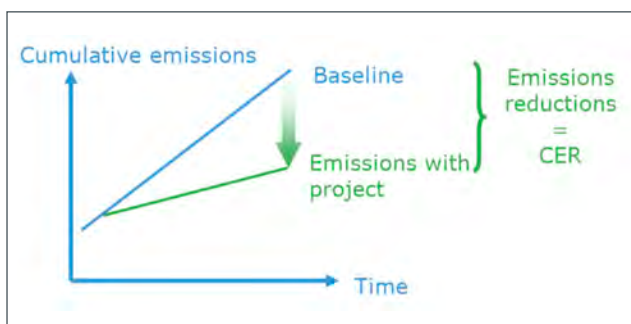 Cumulative emissions
Baseline
Emissions with
project
Emissions
reductions
=
CER
Time